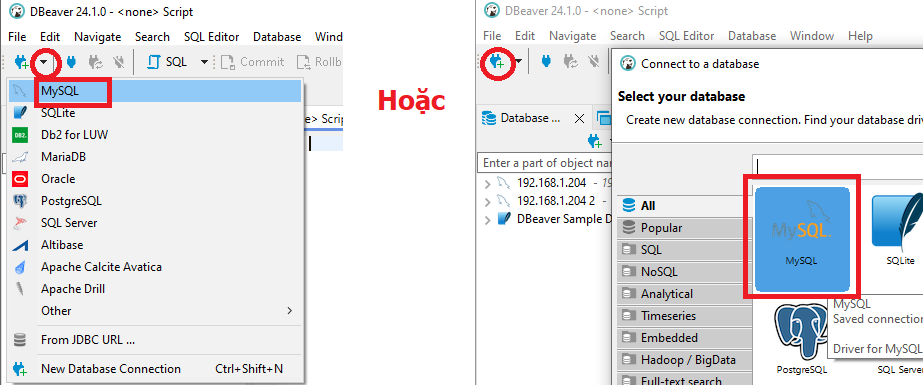 DBeaver 24.1.0 - <none> Script
File Edit Navigate Search SQL Editor Database Wind
SQL Commit Rollb
MySQL
SQLite
Db2 for LUW
MariaDB
Oracle
PostgreSQL
SQL Server
Altibase
Apache Calcite Avatica
Apache Drill
Other
From JDBC URL ...
New Database Connection Ctrl+Shift+N
e> Scrip
Hoặc
DBeaver 24.1.0 - <none> Script
File Edit Navigate Search SQL Editor Database Window Help
Connect to a database
Select your database
Create new database connection. Find your database driv
Database ...
Enter a part of object nam
192.168.1.204 - 19
192.168.1.204 2
DBeaver Sample D
All
Popular
SQL
NoSQL
Analytical
Timeseries
Embedded
Hadoop / BigData
Full-text search
MySQL
MySQL
SQLite
MySQL
Saved connection
Driver for MySQL
PostgreSQL
SQL Serve